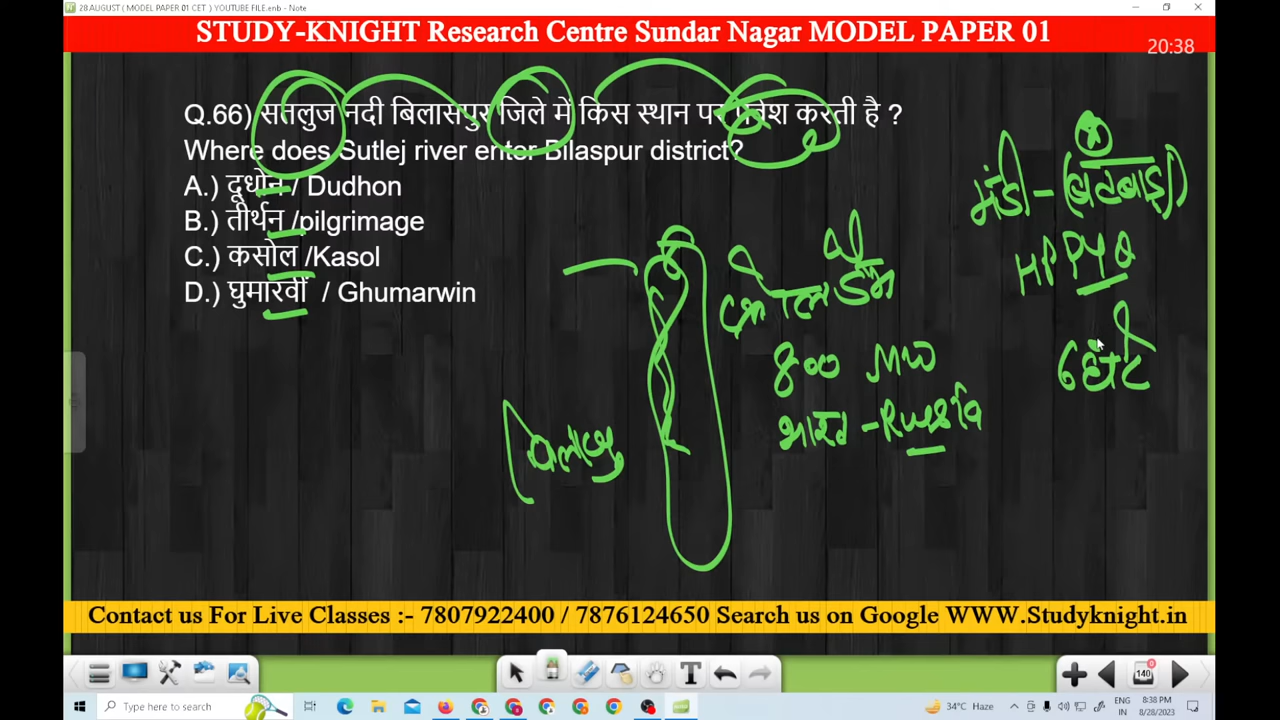 28 AUGUST ( MODEL PAPER 01 CET ) YOUTUBE FILE.enb - Note
STUDY-KNIGHT Research Centre Sundar Nagar MODEL PAPER 01
20:38
Q.66) सतलुज नदी बिलासपुर जिले में किस स्थान पर प्रवेश करती है ?
Where does Sutlej river enter Bilaspur district?
A.) दूधोन / Dudhon
B.) तीर्थन /pilgrimage
C.) कसोल /Kasol
D.) घुमारवीं / Ghumarwin
मंडी -
HP PYQ
कोलडैम
800 MW
Contact us For Live Classes :- 7807922400 / 7876124650 Search us on Google WWW.Studyknight.in
140
Type here to search
34°C Haze
ENG
IN
8:38 PM
8/28/2023